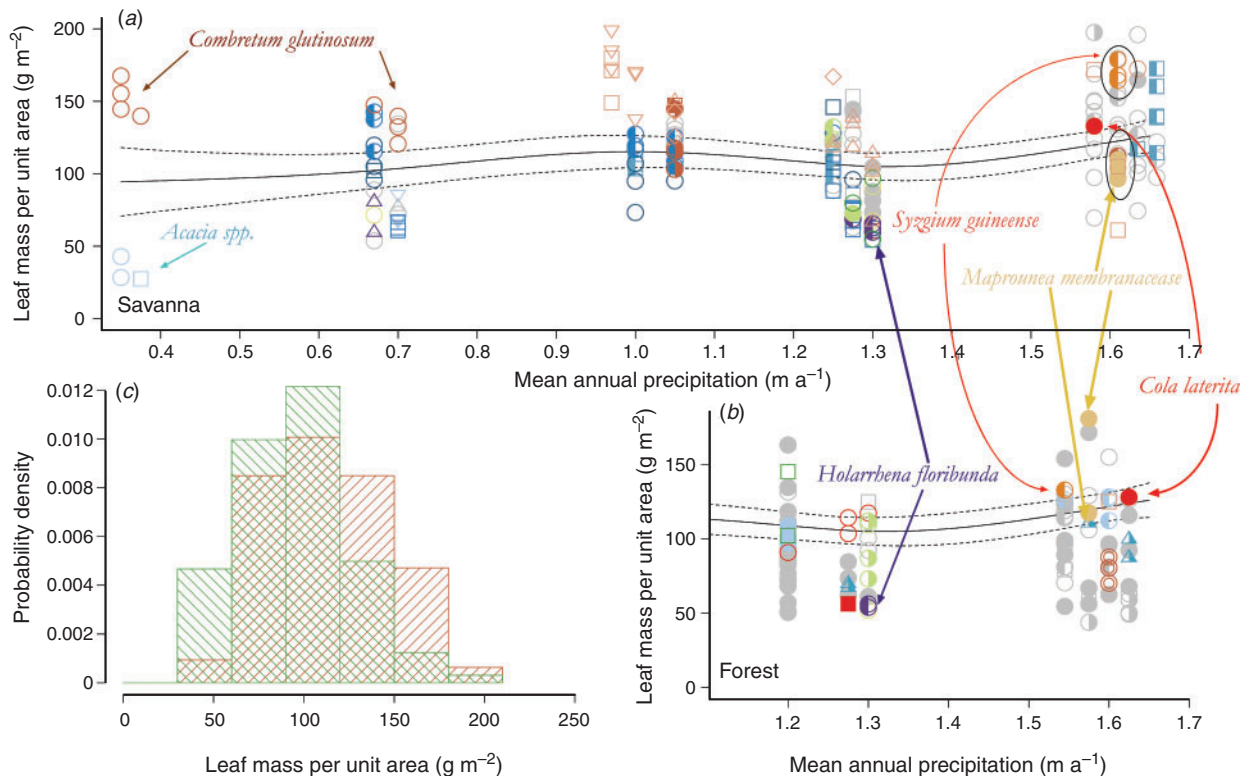 (a)
Leaf mass per unit area (g m⁻²)
200
150
100
50
0
Combretum glutinosum
Acacia spp.
Savanna
Syzgium guineense
Maprounea membranacease
0.4 0.5 0.6 0.7 0.8 0.9 1.0 1.1 1.2 1.3 1.4 1.5 1.6 1.7
Mean annual precipitation (m a⁻¹)
Cola laterita
Holarrhena floribunda
(c)
Probability density
0.012
0.010
0.008
0.006
0.004
0.002
0
0 50 100 150 200 250
Leaf mass per unit area (g m⁻²)
(b)
Leaf mass per unit area (g m⁻²)
150
100
50
0
Forest
1.2 1.3 1.4 1.5 1.6 1.7
Mean annual precipitation (m a⁻¹)